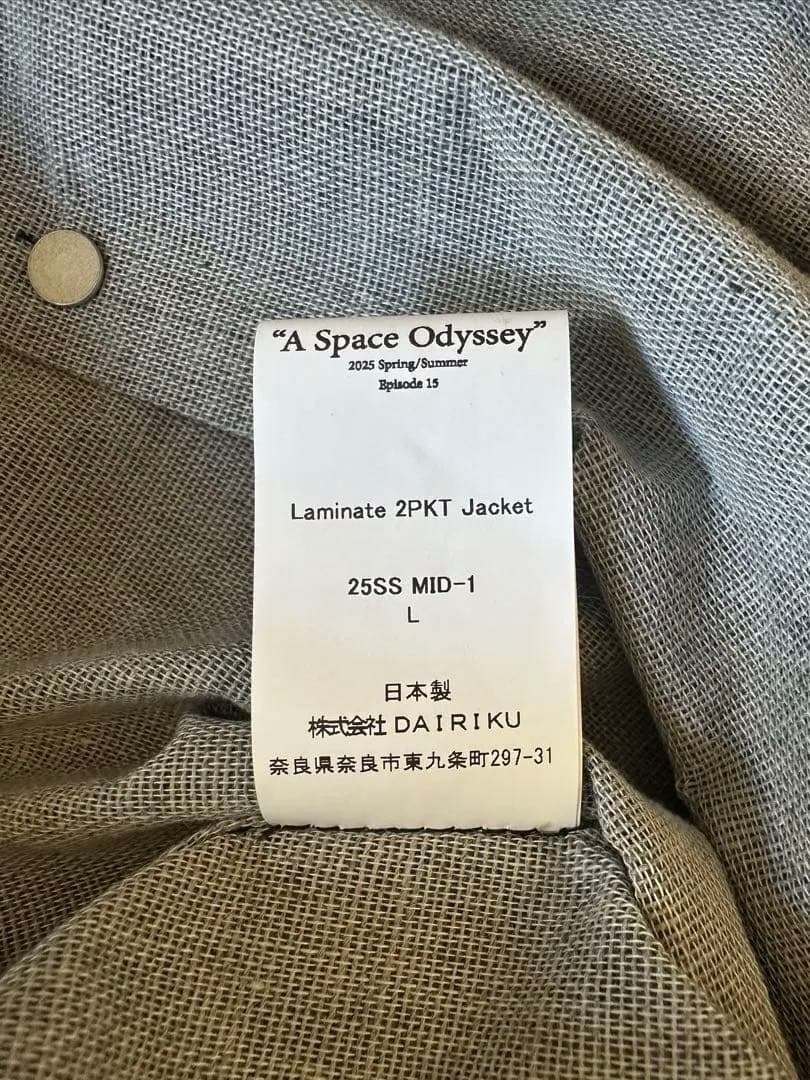 “A Space Odyssey”
2025 Spring/Summer
Episode 15
Laminate 2PKT Jacket
25SS MID-1
L
日本製
株式会社 DAIRIKU
奈良県奈良市東九条町297-31